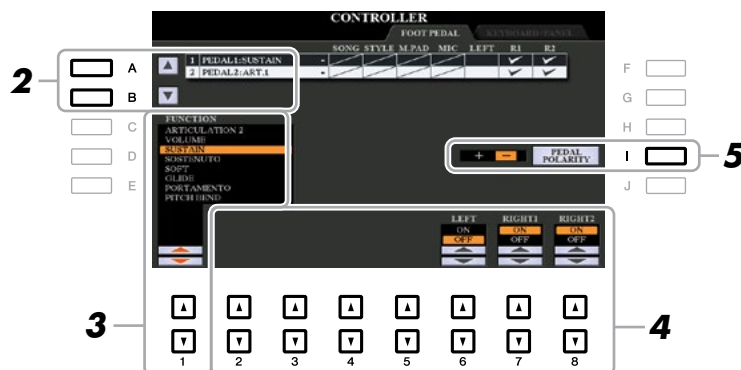 CONTROLLER
FOOT PEDAL KEYBOARD/PANEL
SONG STYLE M.PAD MIC LEFT R1 R2
1 PEDAL1:SUSTAIN -
2 PEDAL2:ART.1 -
2
A
B
C
D
E
F
G
H
I
J
FUNCTION
ARTICULATION 2
VOLUME
SUSTAIN
SOSTENUTO
SOFT
GLIDE
PORTAMENTO
PITCH BEND
+ -
PEDAL
POLARITY
5
LEFT RIGHT1 RIGHT2
ON ON ON
OFF OFF OFF
3
4
1 2 3 4 5 6 7 8